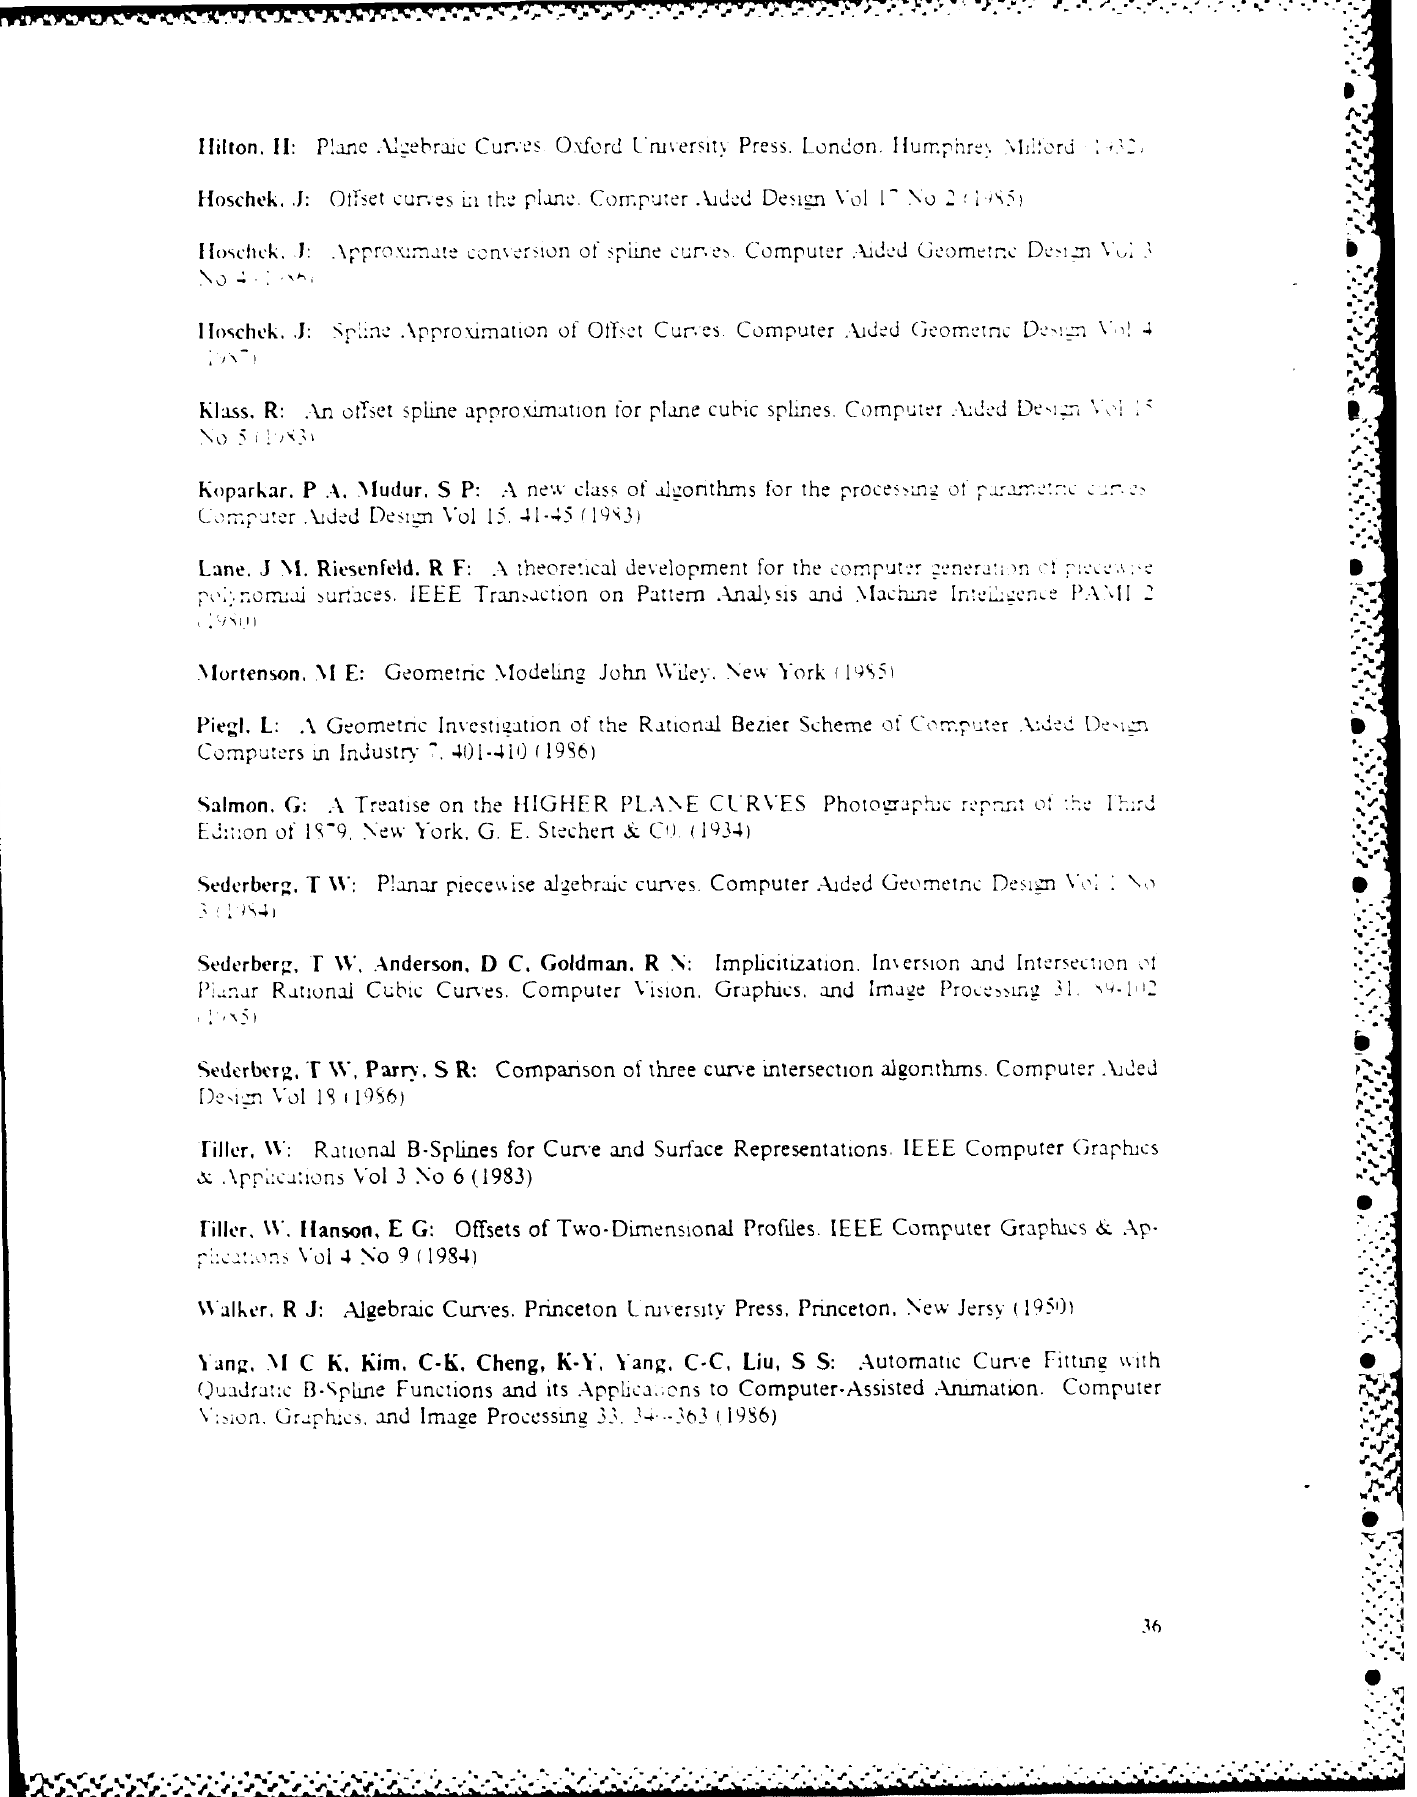 Hilton, H: Plane Algebraic Curves. Oxford University Press, London, Humphrey Milford (1932)
Hoschek, J: Offset curves in the plane. Computer Aided Design Vol 17 No 2 (1985)
Hoschek, J: Approximate conversion of spline curves. Computer Aided Geometric Design Vol 3
No 4
Hoschek, J: Spline Approximation of Offset Curves. Computer Aided Geometric Design Vol 4
(1987)
Klass, R: An offset spline approximation for plane cubic splines. Computer Aided Design Vol 15
No 5 (1983)
Koparkar, P A, Mudur, S P: A new class of algorithms for the processing of parametric curves
Computer Aided Design Vol 15, 41-45 (1983)
Lane, J M, Riesenfeld, R F: A theoretical development for the computer generation of piecewise
polynomial surfaces. IEEE Transaction on Pattern Analysis and Machine Intelligence PAMI 2
(1980)
Mortenson, M E: Geometric Modeling John Wiley, New York (1985)
Piegl, L: A Geometric Investigation of the Rational Bezier Scheme of Computer Aided Design
Computers in Industry 7, 401-410 (1986)
Salmon, G: A Treatise on the HIGHER PLANE CURVES Photographic reprint of the Third
Edition of 1879, New York, G. E. Stechert & CO. (1934)
Sederberg, T W: Planar piecewise algebraic curves. Computer Aided Geometric Design Vol 1 No
3 (1984)
Sederberg, T W, Anderson, D C, Goldman, R N: Implicitization, Inversion and Intersection of
Planar Rational Cubic Curves. Computer Vision, Graphics, and Image Processing 31, 89-102
(1985)
Sederberg, T W, Parry, S R: Comparison of three curve intersection algorithms. Computer Aided
Design Vol 18 (1986)
Tiller, W: Rational B-Splines for Curve and Surface Representations. IEEE Computer Graphics
& Applications Vol 3 No 6 (1983)
Tiller, W, Hanson, E G: Offsets of Two-Dimensional Profiles. IEEE Computer Graphics & Ap-
plications Vol 4 No 9 (1984)
Walker, R J: Algebraic Curves. Princeton University Press, Princeton, New Jersy (1950)
Yang, M C K, Kim, C-K, Cheng, K-Y, Yang, C-C, Liu, S S: Automatic Curve Fitting with
Quadratic B-Spline Functions and its Applications to Computer-Assisted Animation. Computer
Vision, Graphics, and Image Processing 33, (1986)
36